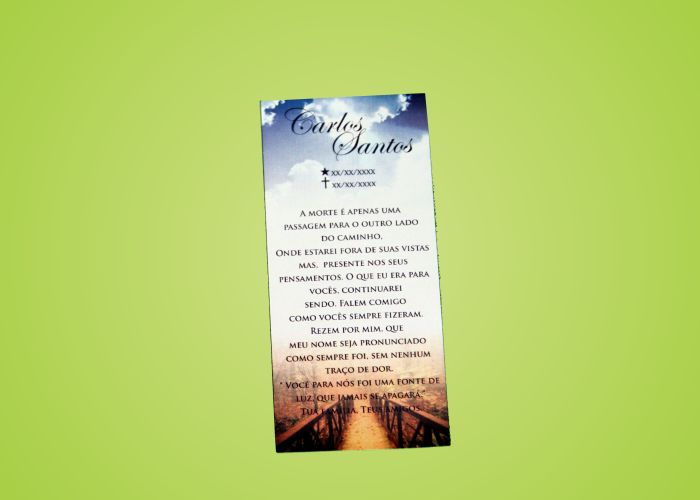 Carlos
Santos
★ xx/xx/xxxx
✝ xx/xx/xxxx
A morte é apenas uma
passagem para o outro lado
do caminho,
Onde estarei fora de suas vistas
mas, presente nos seus
pensamentos. O que eu era para
vocês, continuarei
sendo. Falem comigo
como vocês sempre fizeram.
Rezem por mim, que
meu nome seja pronunciado
como sempre foi, sem nenhum
traço de dor.
" Você para nós foi uma fonte de
luz, que jamais se apagará."
Tua família, Teus amigos.